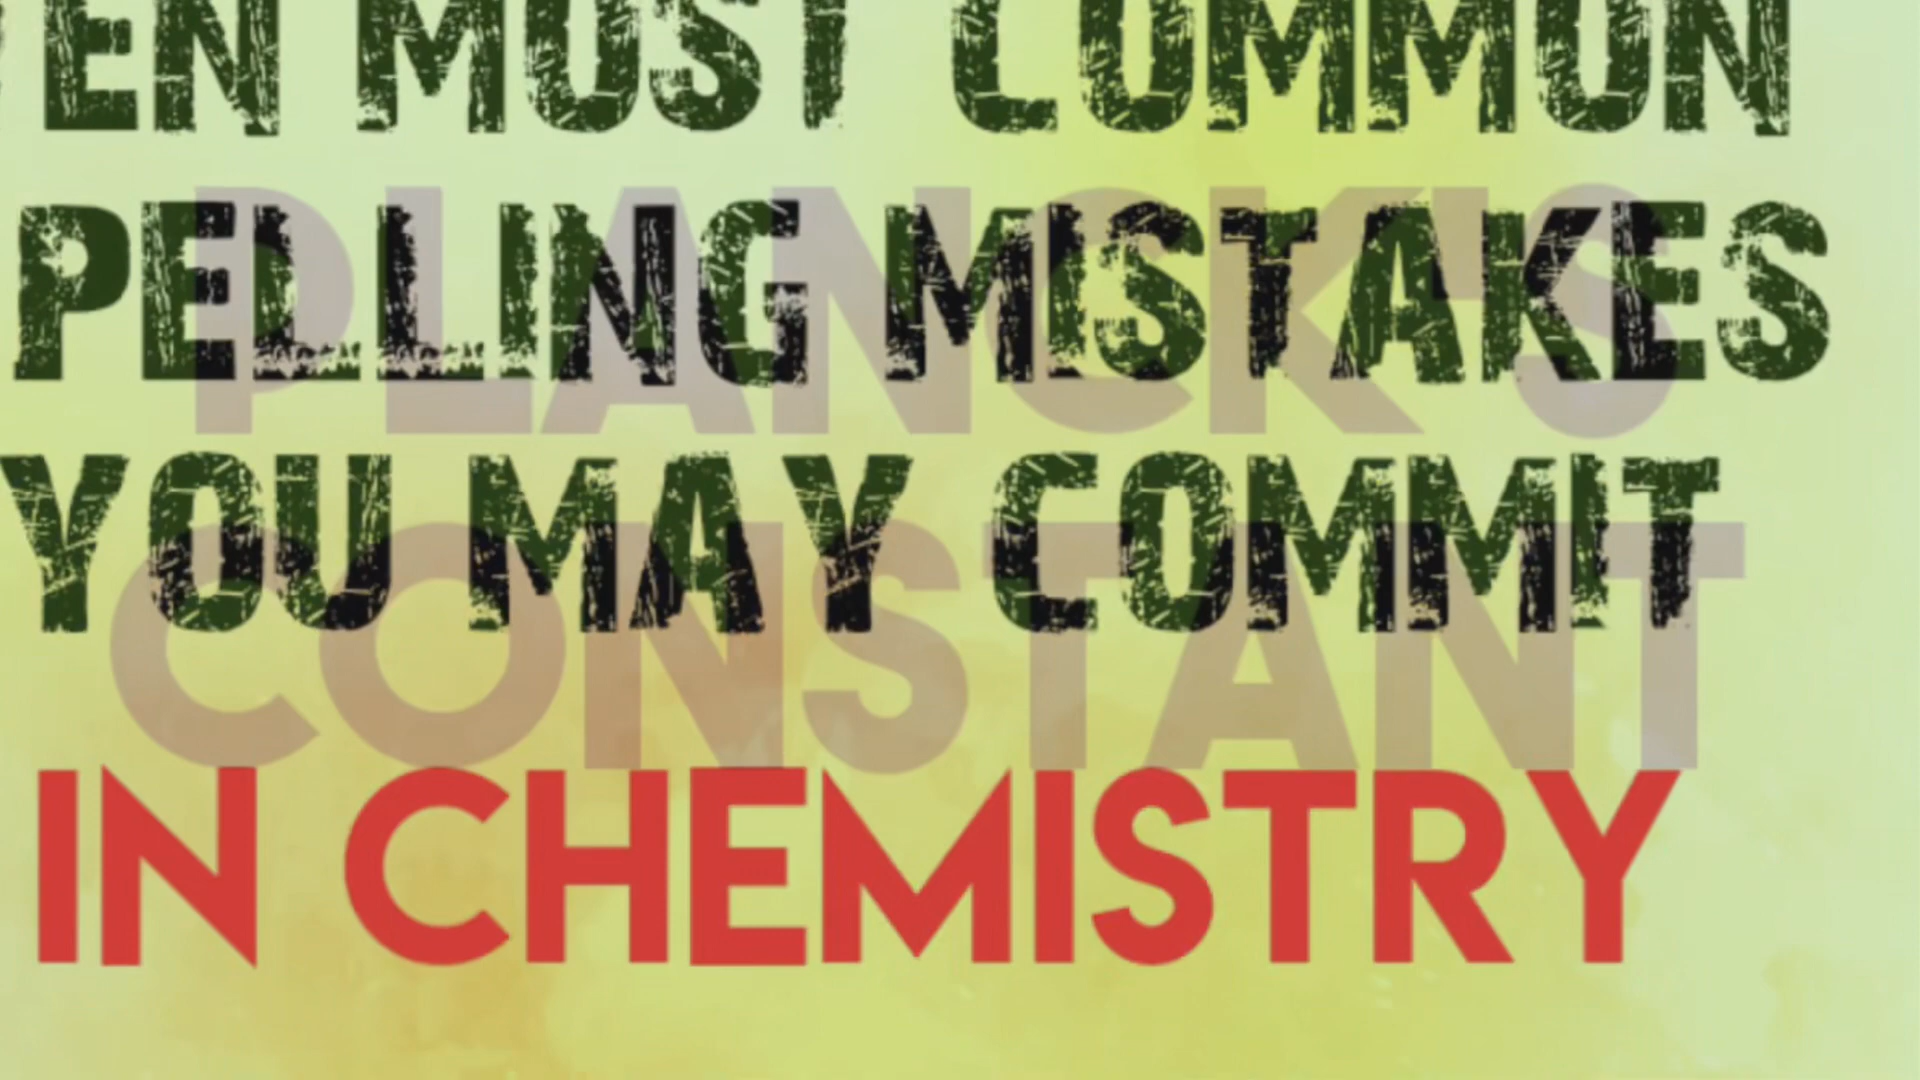 EN MOST COMMON
PELLING MISTAKES
YOU MAY COMMIT
IN CHEMISTRY
PLANCK'S
CONSTANT